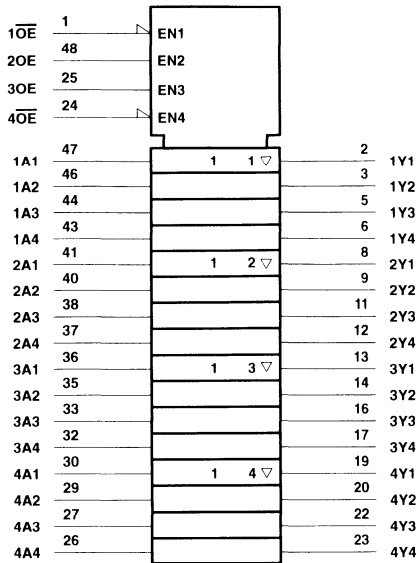 1O̅E̅ 1 EN1
2OE 48 EN2
3OE 25 EN3
4O̅E̅ 24 EN4
1A1 47 1 1 ▽ 2 1Y1
1A2 46 3 1Y2
1A3 44 5 1Y3
1A4 43 6 1Y4
2A1 41 1 2 ▽ 8 2Y1
2A2 40 9 2Y2
2A3 38 11 2Y3
2A4 37 12 2Y4
3A1 36 1 3 ▽ 13 3Y1
3A2 35 14 3Y2
3A3 33 16 3Y3
3A4 32 17 3Y4
4A1 30 1 4 ▽ 19 4Y1
4A2 29 20 4Y2
4A3 27 22 4Y3
4A4 26 23 4Y4